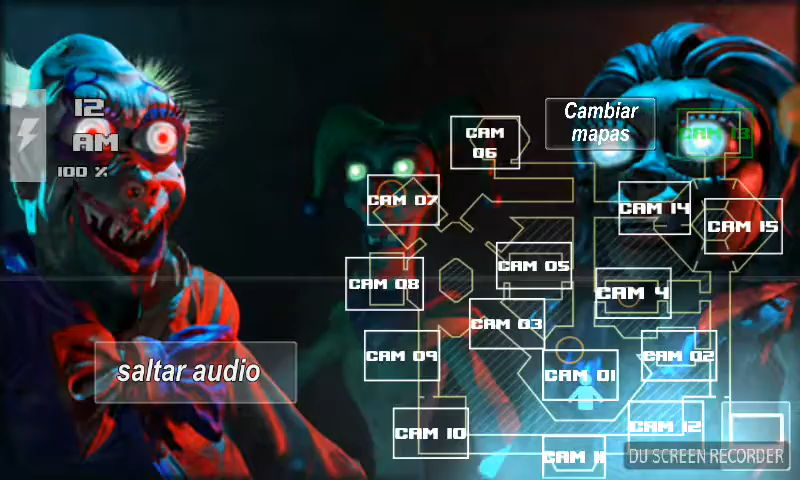 12
AM
100 %
CAM
06
Cambiar
mapas
CAM 13
CAM 07
CAM 14
CAM 15
CAM 05
CAM 08
CAM 4
CAM 03
CAM 09
CAM 02
saltar audio
CAM 01
CAM 10
CAM 12
CAM 11
DU SCREEN RECORDER